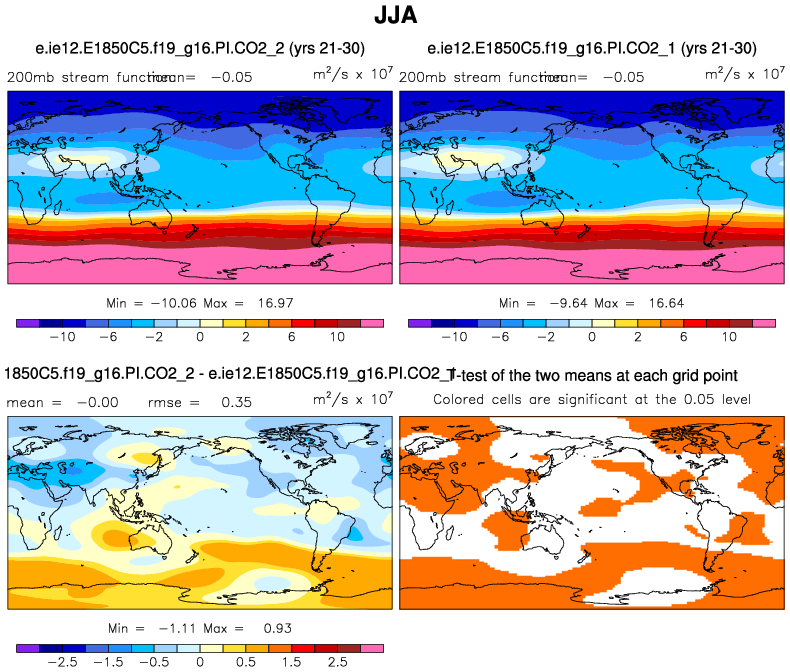 JJA
e.ie12.E1850C5.f19_g16.PI.CO2_2 (yrs 21-30)
e.ie12.E1850C5.f19_g16.PI.CO2_1 (yrs 21-30)
200mb stream function mean= −0.05 m²/s x 10⁷
200mb stream function mean= −0.05 m²/s x 10⁷
Min = −10.06 Max = 16.97
Min = −9.64 Max = 16.64
−10 −6 −2 0 2 6 10
−10 −6 −2 0 2 6 10
1850C5.f19_g16.PI.CO2_2 - e.ie12.E1850C5.f19_g16.PI.CO2_1
T-test of the two means at each grid point
mean = −0.00 rmse = 0.35 m²/s x 10⁷
Colored cells are significant at the 0.05 level
Min = −1.11 Max = 0.93
−2.5 −1.5 −0.5 0 0.5 1.5 2.5